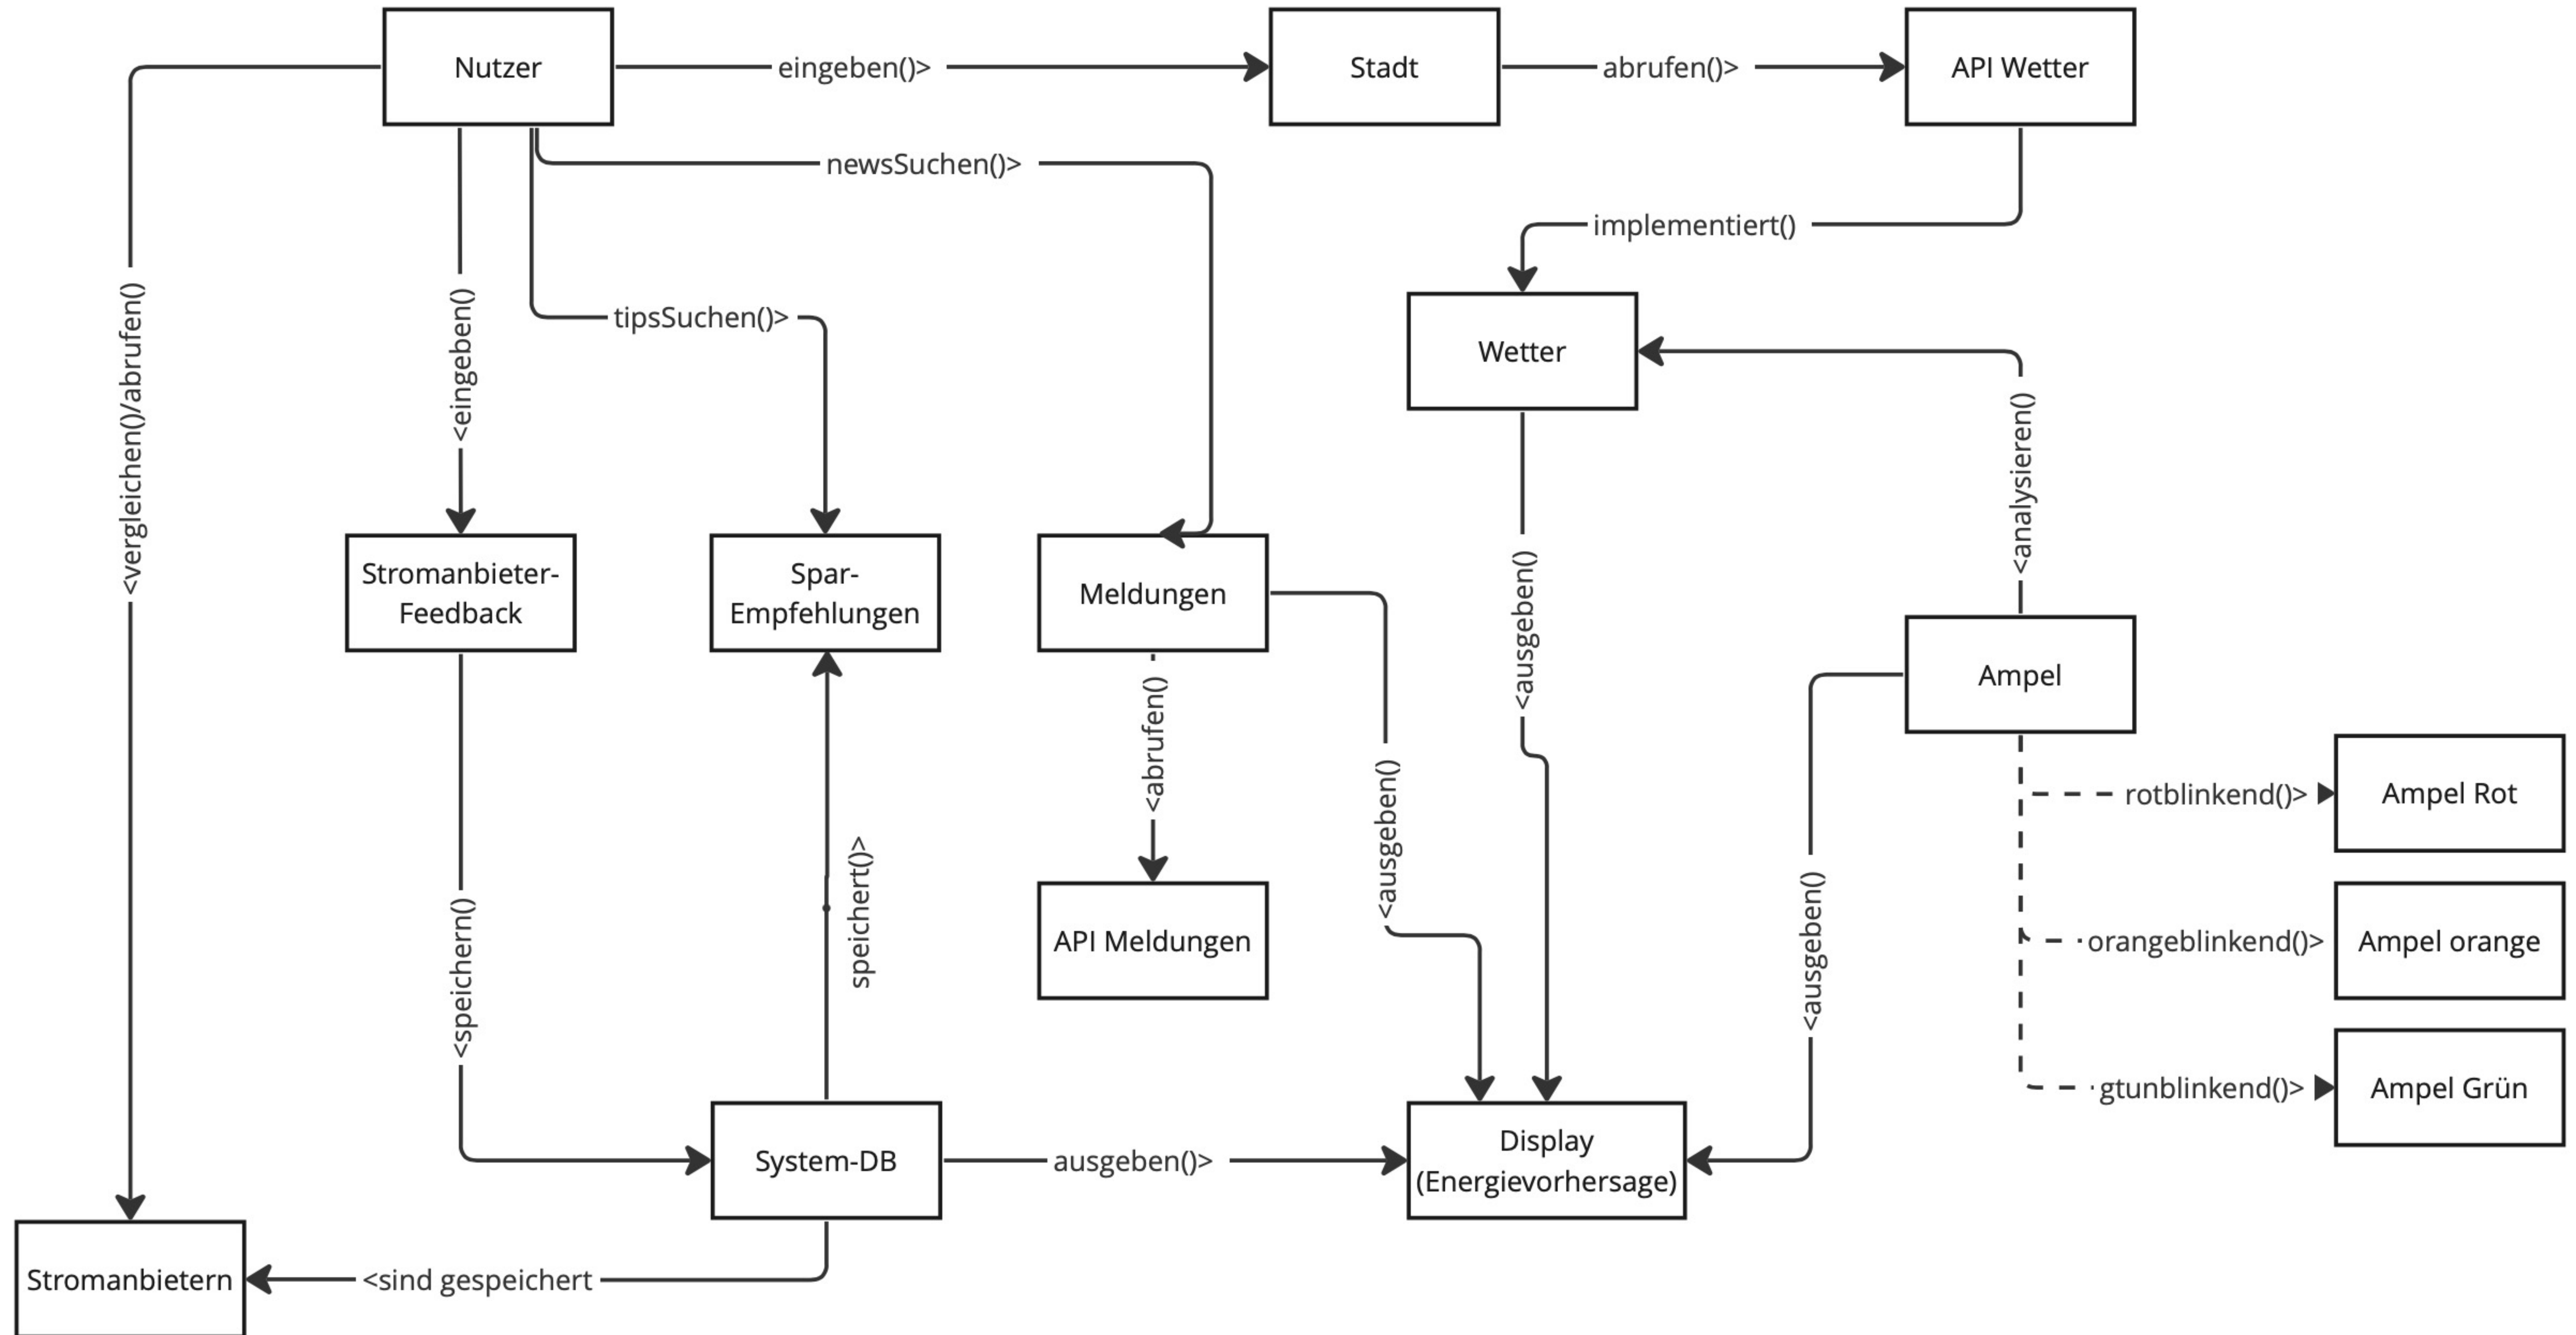 Nutzer
eingeben()>
Stadt
abrufen()>
API Wetter
newsSuchen()>
implementiert()
<vergleichen()/abrufen()
<eingeben()
tipsSuchen()>
Wetter
<analysieren()
Stromanbieter-
Feedback
Spar-
Empfehlungen
Meldungen
<ausgeben()
Ampel
<abrufen()
<ausgeben()
rotblinkend()>
Ampel Rot
<speichern()
speichert()>
API Meldungen
<ausgeben()
orangeblinkend()>
Ampel orange
gtunblinkend()>
Ampel Grün
System-DB
ausgeben()>
Display
(Energievorhersage)
Stromanbietern
<sind gespeichert